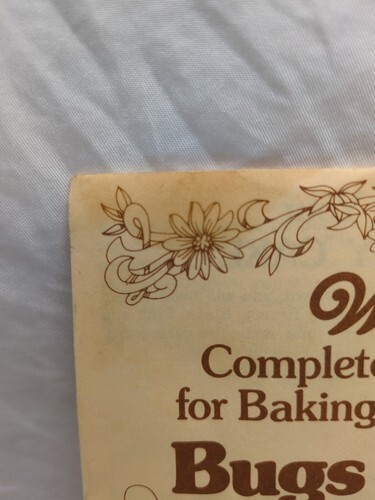 W
Complete
for Baking
Bugs